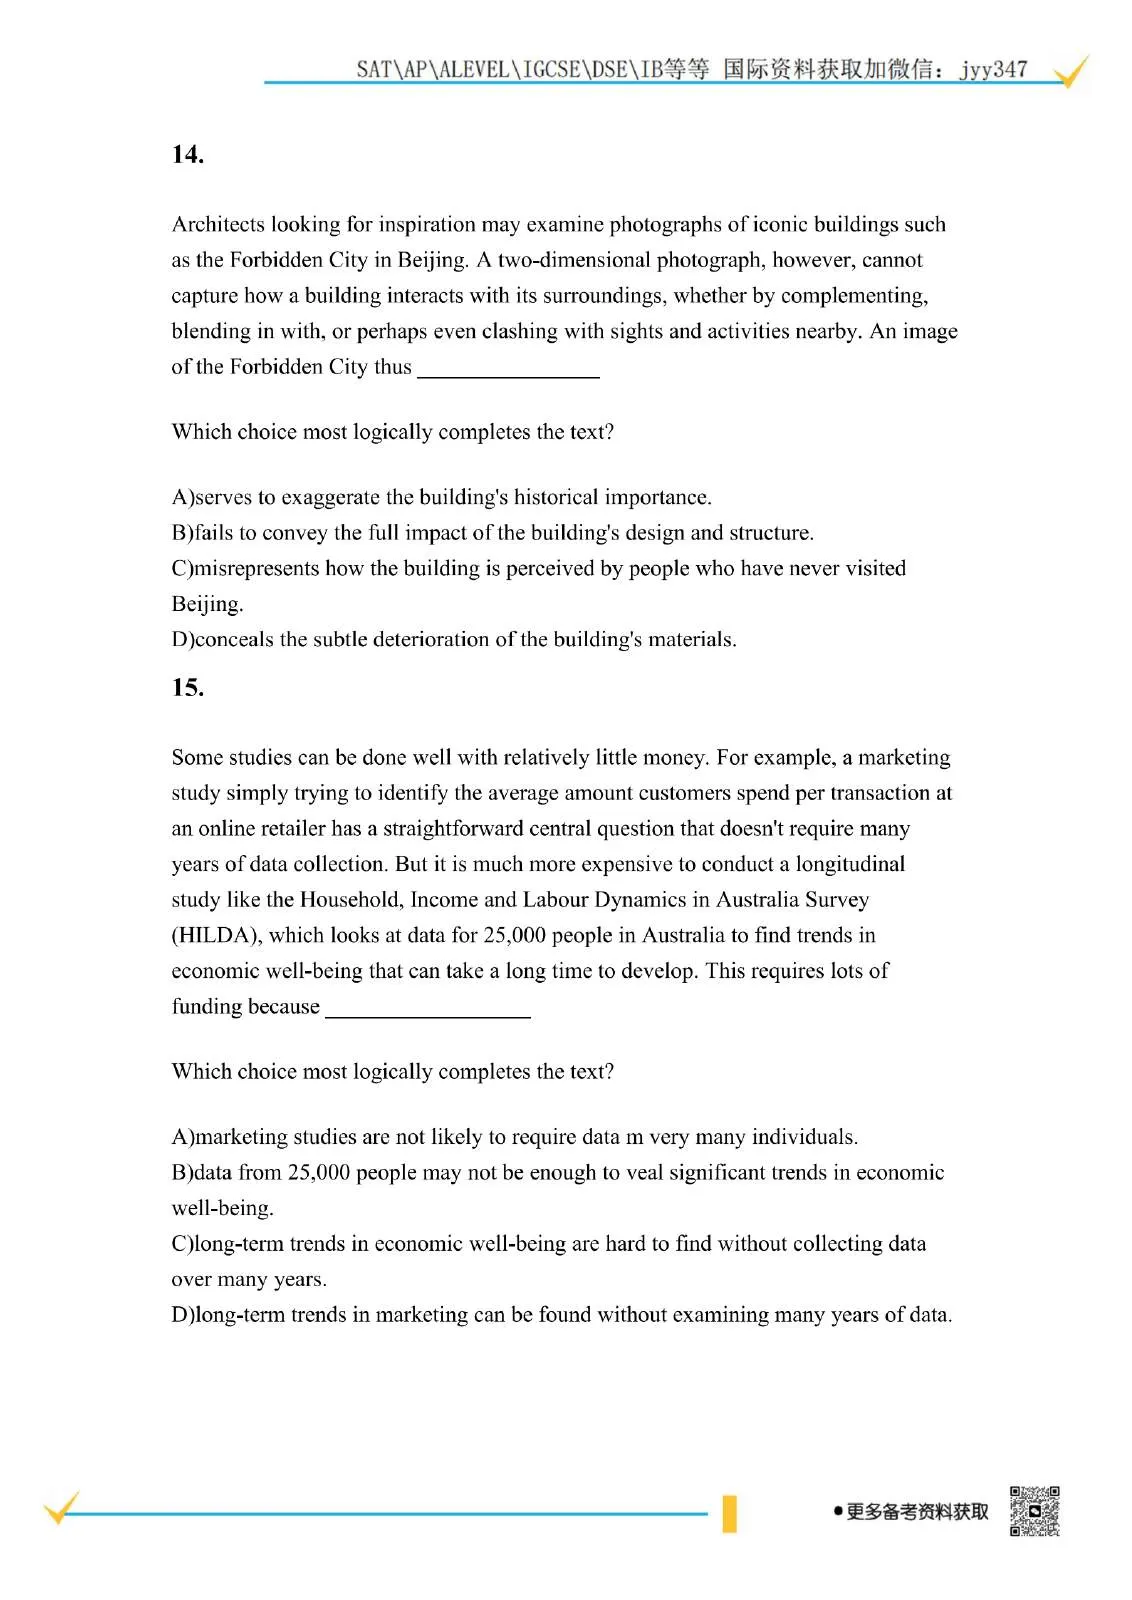 SAT\AP\ALEVEL\IGCSE\DSE\IB等等 国际资料获取加微信：jyy347
14.
Architects looking for inspiration may examine photographs of iconic buildings such
as the Forbidden City in Beijing. A two-dimensional photograph, however, cannot
capture how a building interacts with its surroundings, whether by complementing,
blending in with, or perhaps even clashing with sights and activities nearby. An image
of the Forbidden City thus ________________
Which choice most logically completes the text?
A)serves to exaggerate the building's historical importance.
B)fails to convey the full impact of the building's design and structure.
C)misrepresents how the building is perceived by people who have never visited
Beijing.
D)conceals the subtle deterioration of the building's materials.
15.
Some studies can be done well with relatively little money. For example, a marketing
study simply trying to identify the average amount customers spend per transaction at
an online retailer has a straightforward central question that doesn't require many
years of data collection. But it is much more expensive to conduct a longitudinal
study like the Household, Income and Labour Dynamics in Australia Survey
(HILDA), which looks at data for 25,000 people in Australia to find trends in
economic well-being that can take a long time to develop. This requires lots of
funding because __________________
Which choice most logically completes the text?
A)marketing studies are not likely to require data m very many individuals.
B)data from 25,000 people may not be enough to veal significant trends in economic
well-being.
C)long-term trends in economic well-being are hard to find without collecting data
over many years.
D)long-term trends in marketing can be found without examining many years of data.
•更多备考资料获取